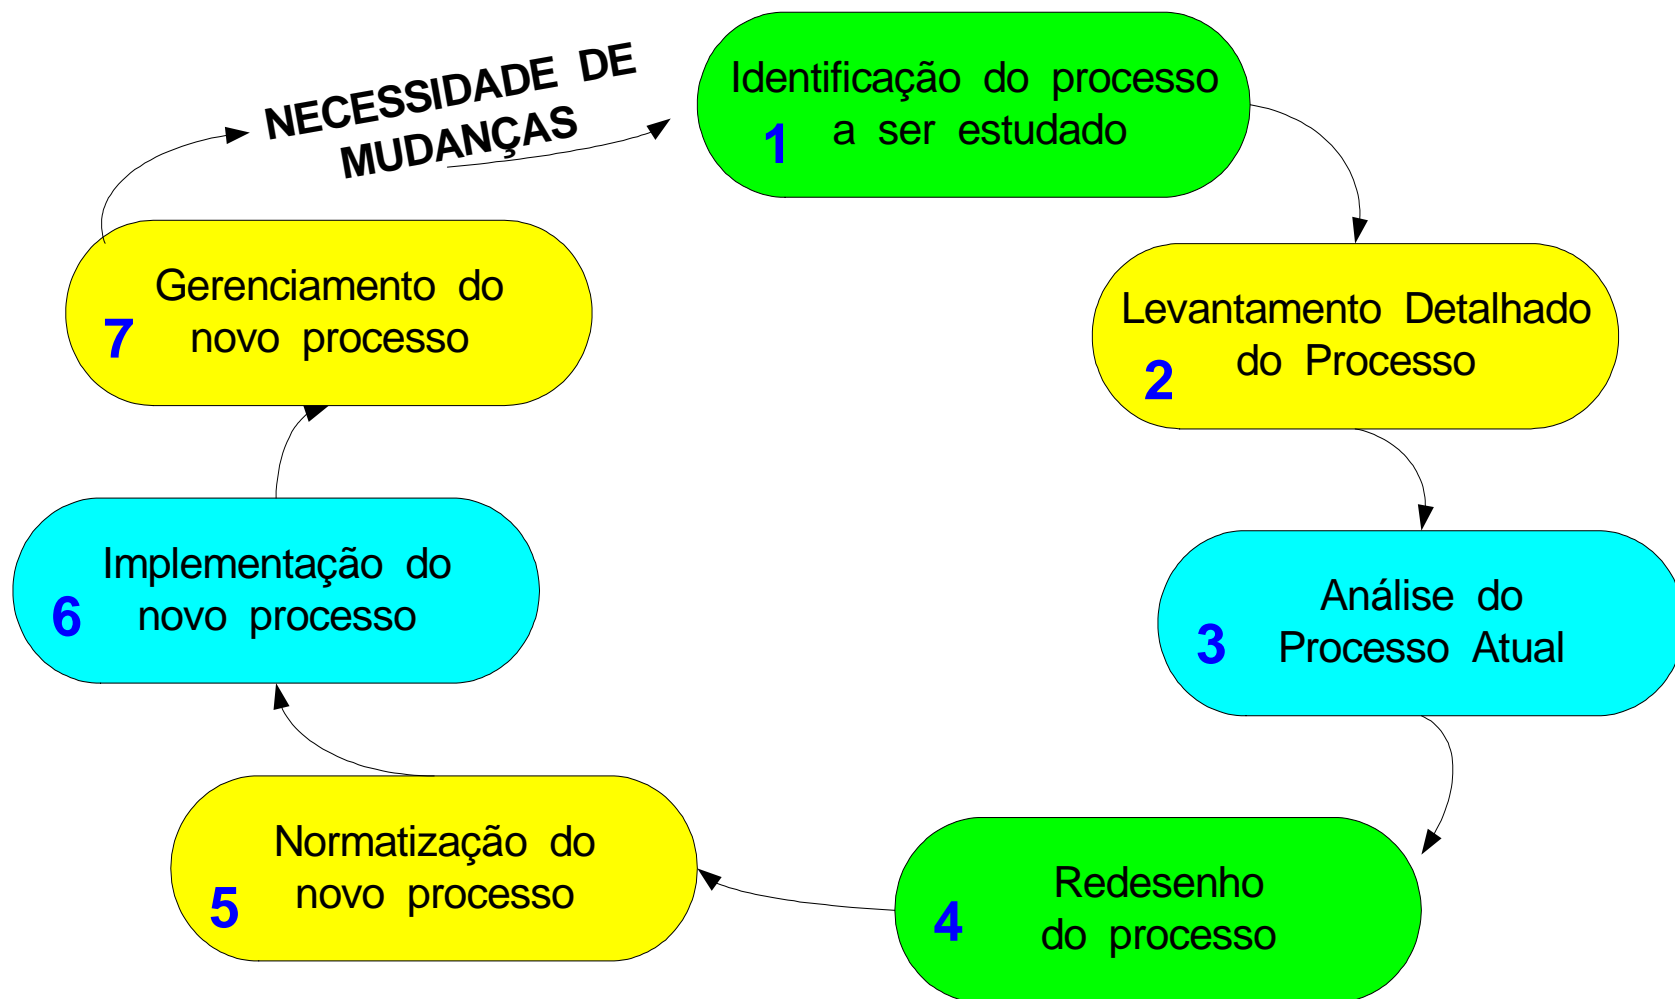 NECESSIDADE DE
MUDANÇAS
Identificação do processo
1 a ser estudado
Levantamento Detalhado
2 do Processo
Análise do
3 Processo Atual
Redesenho
4 do processo
Normatização do
5 novo processo
Implementação do
6 novo processo
Gerenciamento do
7 novo processo